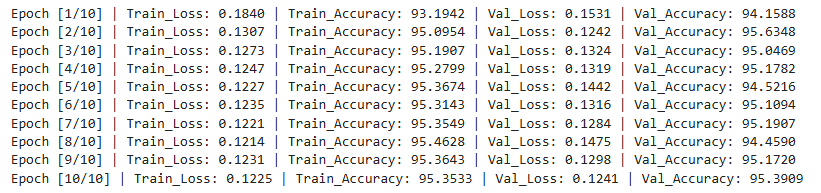 Epoch [1/10] | Train_Loss: 0.1840 | Train_Accuracy: 93.1942 | Val_Loss: 0.1531 | Val_Accuracy: 94.1588
Epoch [2/10] | Train_Loss: 0.1307 | Train_Accuracy: 95.0954 | Val_Loss: 0.1242 | Val_Accuracy: 95.6348
Epoch [3/10] | Train_Loss: 0.1273 | Train_Accuracy: 95.1907 | Val_Loss: 0.1324 | Val_Accuracy: 95.0469
Epoch [4/10] | Train_Loss: 0.1247 | Train_Accuracy: 95.2799 | Val_Loss: 0.1319 | Val_Accuracy: 95.1782
Epoch [5/10] | Train_Loss: 0.1227 | Train_Accuracy: 95.3674 | Val_Loss: 0.1442 | Val_Accuracy: 94.5216
Epoch [6/10] | Train_Loss: 0.1235 | Train_Accuracy: 95.3143 | Val_Loss: 0.1316 | Val_Accuracy: 95.1094
Epoch [7/10] | Train_Loss: 0.1221 | Train_Accuracy: 95.3549 | Val_Loss: 0.1284 | Val_Accuracy: 95.1907
Epoch [8/10] | Train_Loss: 0.1214 | Train_Accuracy: 95.4628 | Val_Loss: 0.1475 | Val_Accuracy: 94.4590
Epoch [9/10] | Train_Loss: 0.1231 | Train_Accuracy: 95.3643 | Val_Loss: 0.1298 | Val_Accuracy: 95.1720
Epoch [10/10] | Train_Loss: 0.1225 | Train_Accuracy: 95.3533 | Val_Loss: 0.1241 | Val_Accuracy: 95.3909